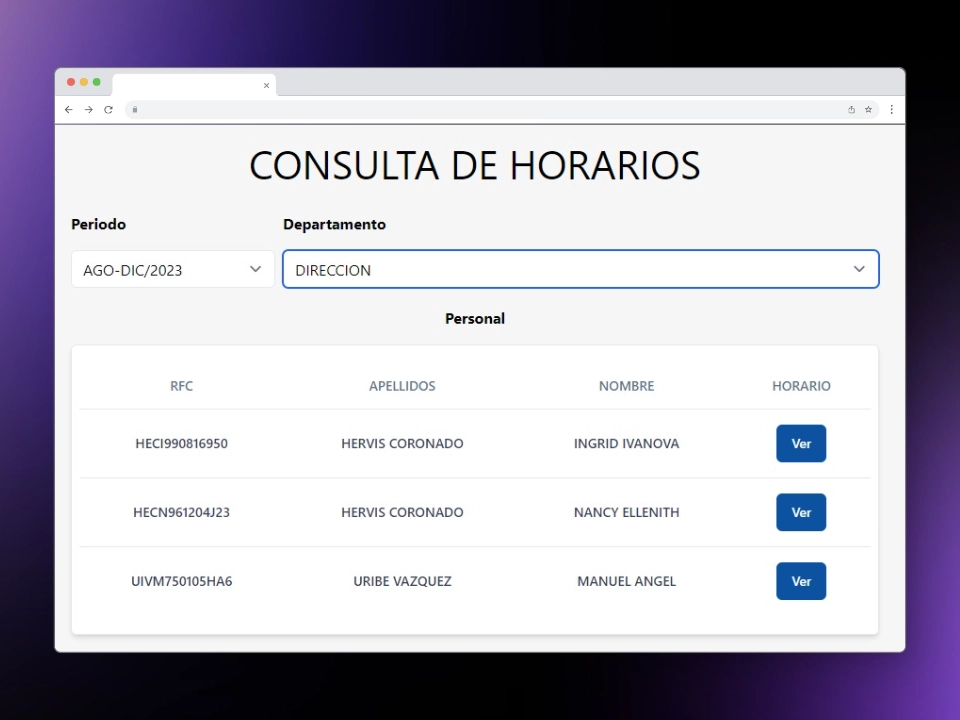 CONSULTA DE HORARIOS
Periodo Departamento
AGO-DIC/2023 DIRECCION
Personal
RFC APELLIDOS NOMBRE HORARIO
HECI990816950 HERVIS CORONADO INGRID IVANOVA Ver
HECN961204J23 HERVIS CORONADO NANCY ELLENITH Ver
UIVM750105HA6 URIBE VAZQUEZ MANUEL ANGEL Ver